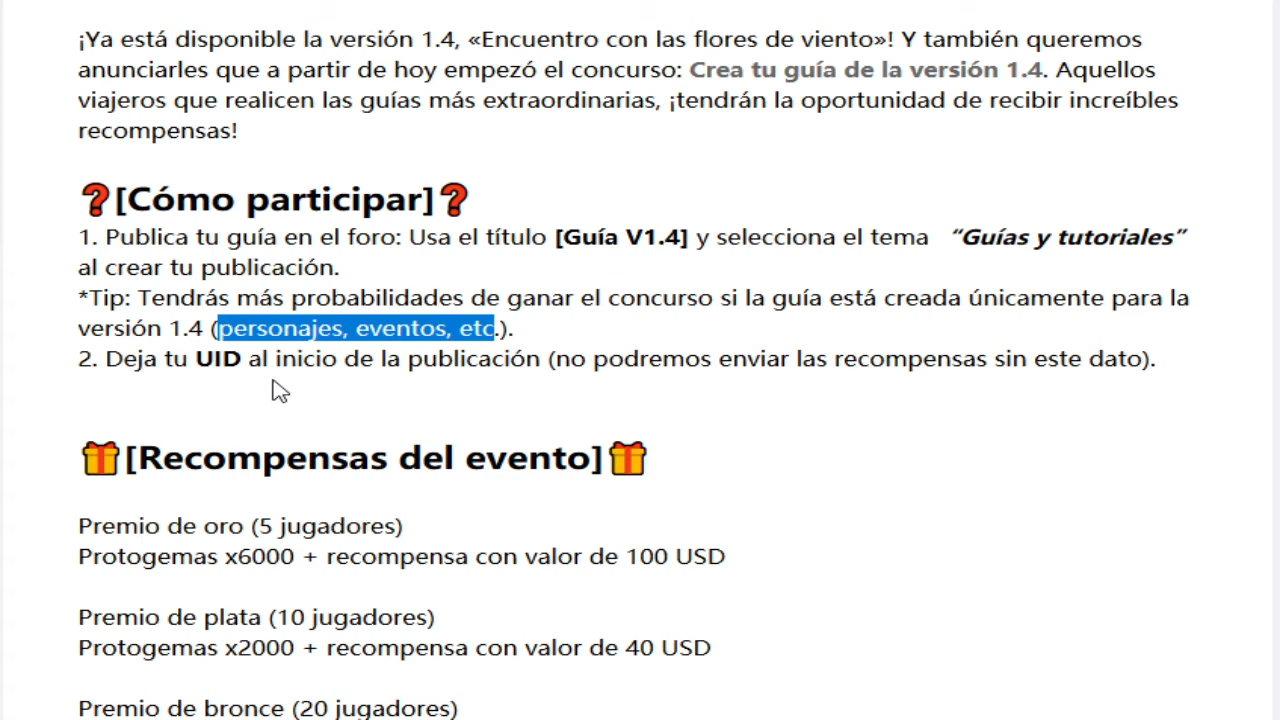 ¡Ya está disponible la versión 1.4, «Encuentro con las flores de viento»! Y también queremos
anunciarles que a partir de hoy empezó el concurso: Crea tu guía de la versión 1.4. Aquellos
viajeros que realicen las guías más extraordinarias, ¡tendrán la oportunidad de recibir increíbles
recompensas!
❓[Cómo participar]❓
1. Publica tu guía en el foro: Usa el título [Guía V1.4] y selecciona el tema “Guías y tutoriales”
al crear tu publicación.
*Tip: Tendrás más probabilidades de ganar el concurso si la guía está creada únicamente para la
versión 1.4 (personajes, eventos, etc.).
2. Deja tu UID al inicio de la publicación (no podremos enviar las recompensas sin este dato).
🎁[Recompensas del evento]🎁
Premio de oro (5 jugadores)
Protogemas x6000 + recompensa con valor de 100 USD
Premio de plata (10 jugadores)
Protogemas x2000 + recompensa con valor de 40 USD
Premio de bronce (20 jugadores)